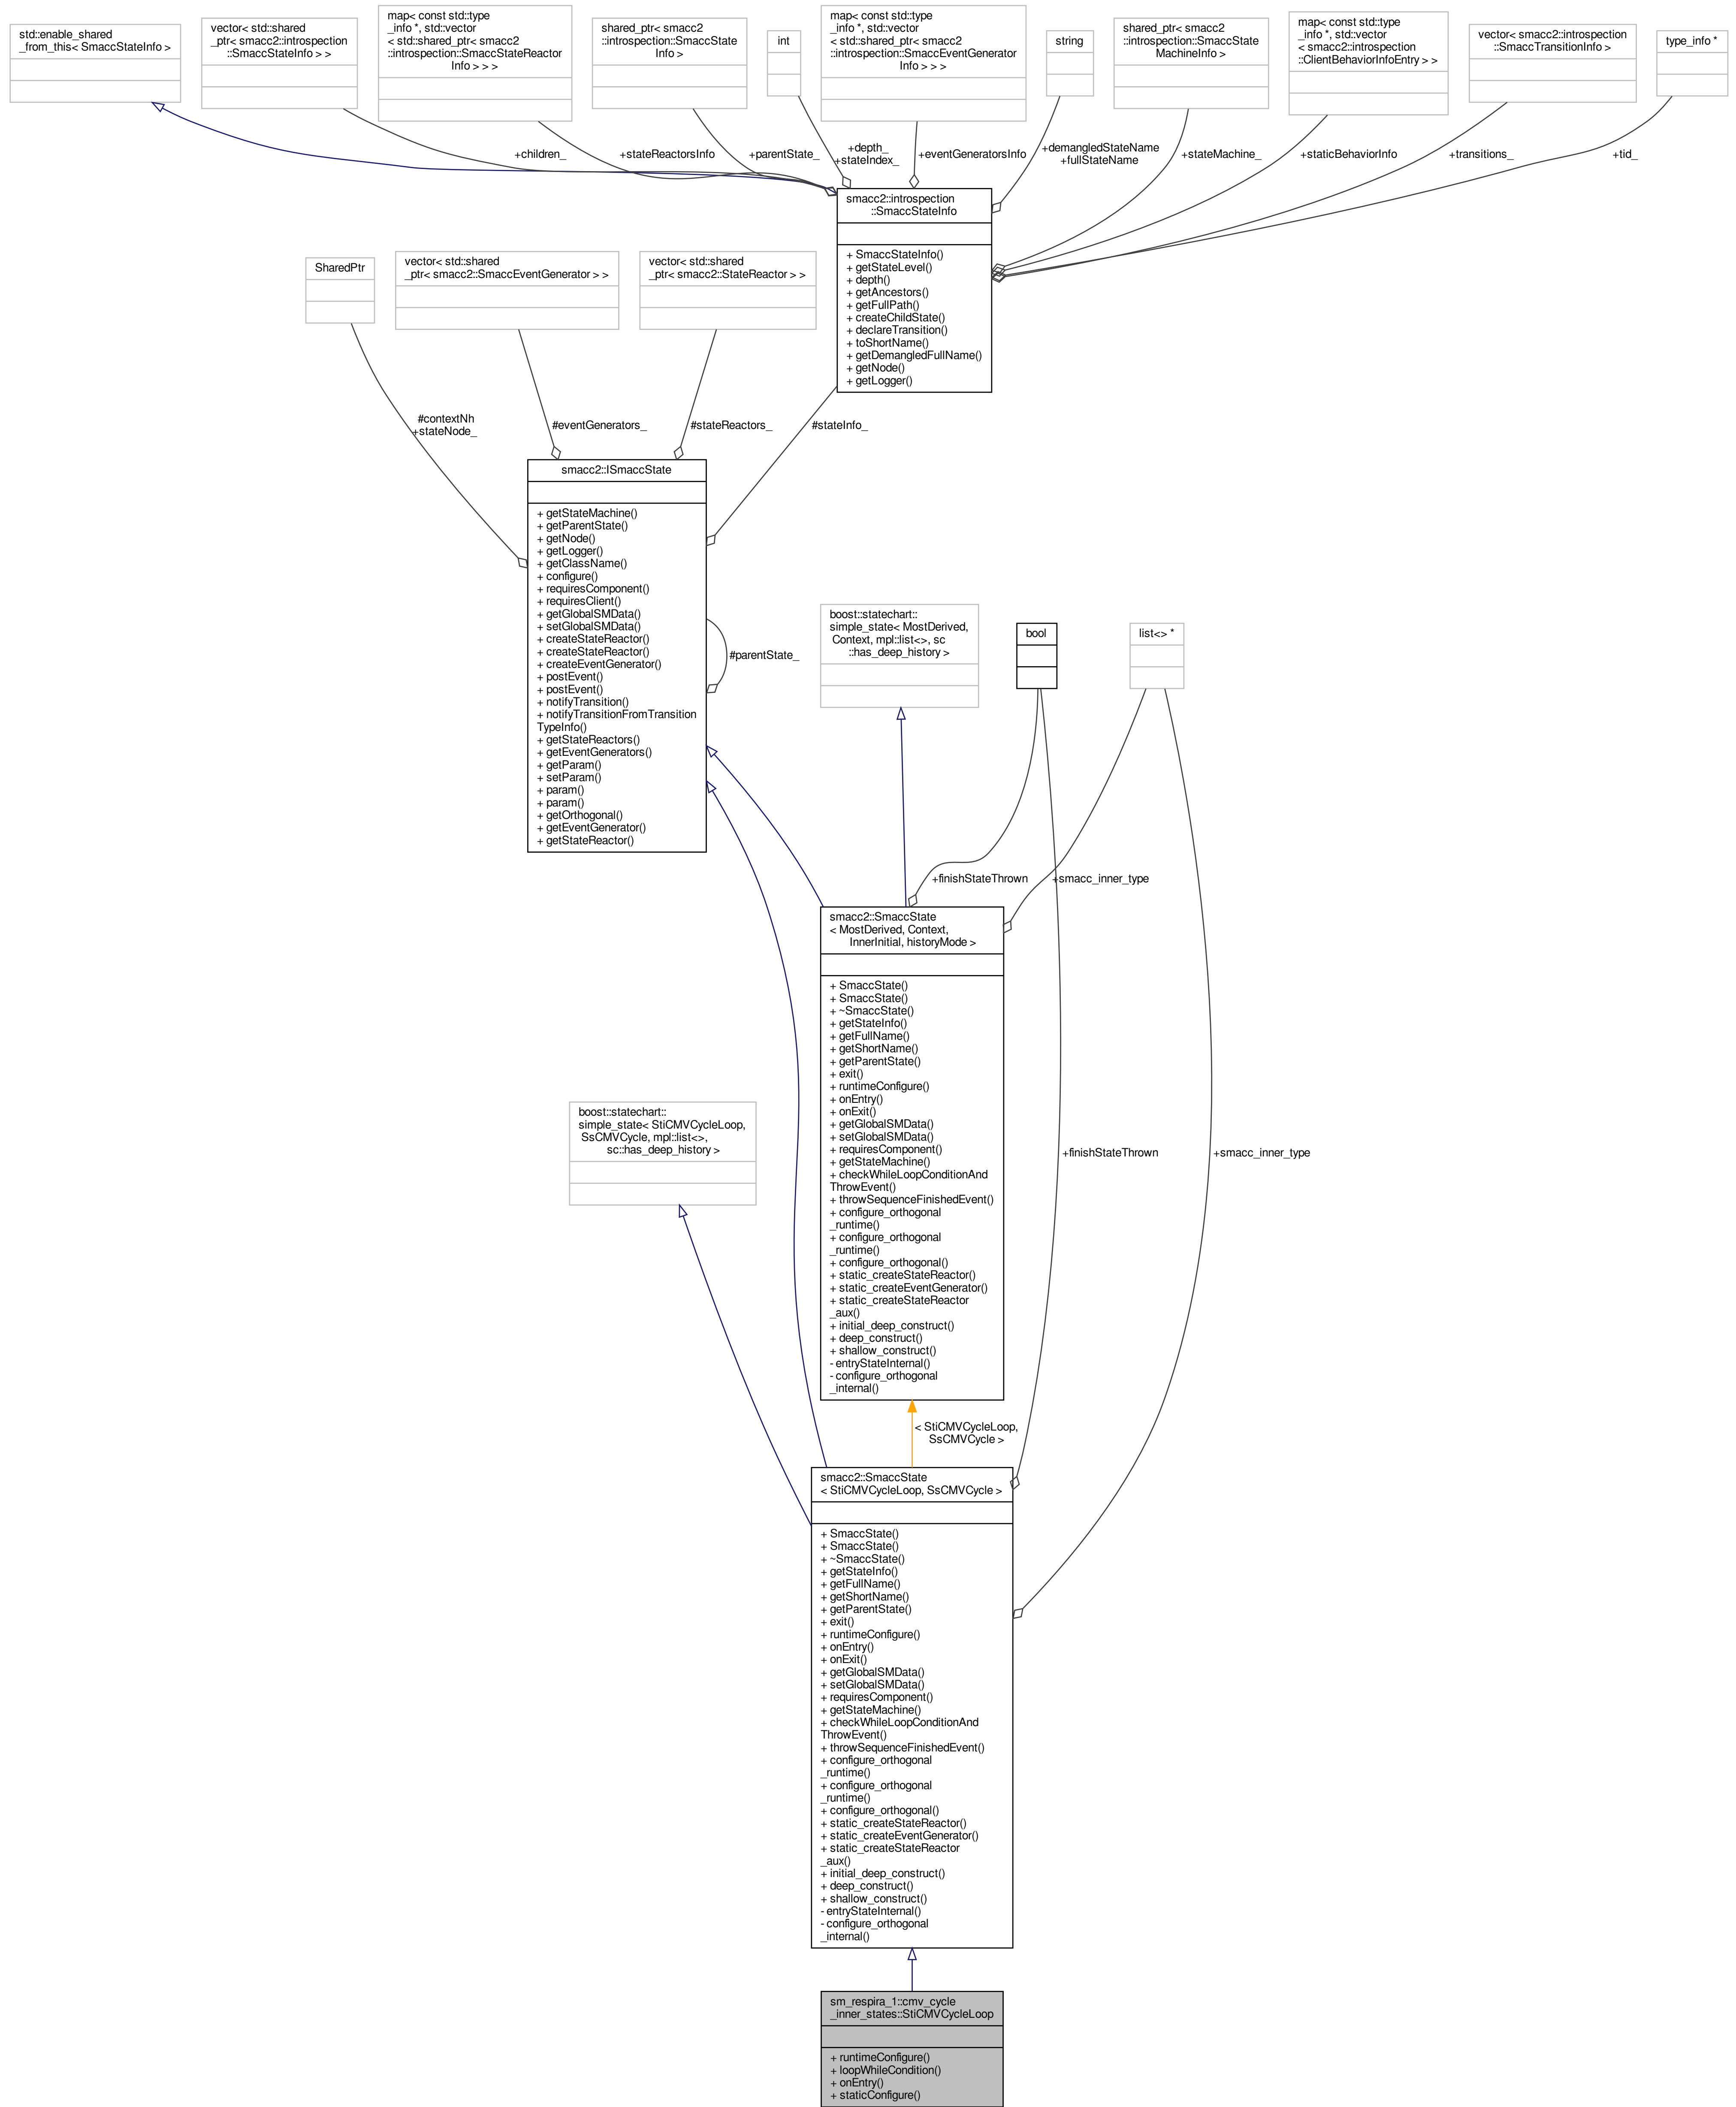 std::enable_shared
_from_this< SmaccStateInfo >
vector< std::shared
_ptr< smacc2::introspection
::SmaccStateInfo > >
map< const std::type
_info *, std::vector
< std::shared_ptr< smacc2
::introspection::SmaccStateReactor
Info > > >
shared_ptr< smacc2
::introspection::SmaccState
Info >
int
map< const std::type
_info *, std::vector
< std::shared_ptr< smacc2
::introspection::SmaccEventGenerator
Info > > >
string
shared_ptr< smacc2
::introspection::SmaccState
MachineInfo >
map< const std::type
_info *, std::vector
< smacc2::introspection
::ClientBehaviorInfoEntry > >
vector< smacc2::introspection
::SmaccTransitionInfo >
type_info *
+children_
+stateReactorsInfo
+parentState_
+depth_
+stateIndex_
+eventGeneratorsInfo
+demangledStateName
+fullStateName
+stateMachine_
+staticBehaviorInfo
+transitions_
+tid_
smacc2::introspection
::SmaccStateInfo
+ SmaccStateInfo()
+ getStateLevel()
+ depth()
+ getAncestors()
+ getFullPath()
+ createChildState()
+ declareTransition()
+ toShortName()
+ getDemangledFullName()
+ getNode()
+ getLogger()
SharedPtr
vector< std::shared
_ptr< smacc2::SmaccEventGenerator > >
vector< std::shared
_ptr< smacc2::StateReactor > >
#contextNh
+stateNode_
#eventGenerators_
#stateReactors_
#stateInfo_
smacc2::ISmaccState
+ getStateMachine()
+ getParentState()
+ getNode()
+ getLogger()
+ getClassName()
+ configure()
+ requiresComponent()
+ requiresClient()
+ getGlobalSMData()
+ setGlobalSMData()
+ createStateReactor()
+ createStateReactor()
+ createEventGenerator()
+ postEvent()
+ postEvent()
+ notifyTransition()
+ notifyTransitionFromTransition
TypeInfo()
+ getStateReactors()
+ getEventGenerators()
+ getParam()
+ setParam()
+ param()
+ param()
+ getOrthogonal()
+ getEventGenerator()
+ getStateReactor()
#parentState_
boost::statechart::
simple_state< MostDerived,
Context, mpl::list<>, sc
::has_deep_history >
bool
list<> *
+finishStateThrown
+smacc_inner_type
smacc2::SmaccState
< MostDerived, Context,
InnerInitial, historyMode >
+ SmaccState()
+ SmaccState()
+ ~SmaccState()
+ getStateInfo()
+ getFullName()
+ getShortName()
+ getParentState()
+ exit()
+ runtimeConfigure()
+ onEntry()
+ onExit()
+ getGlobalSMData()
+ setGlobalSMData()
+ requiresComponent()
+ getStateMachine()
+ checkWhileLoopConditionAnd
ThrowEvent()
+ throwSequenceFinishedEvent()
+ configure_orthogonal
_runtime()
+ configure_orthogonal
_runtime()
+ configure_orthogonal()
+ static_createStateReactor()
+ static_createEventGenerator()
+ static_createStateReactor
_aux()
+ initial_deep_construct()
+ deep_construct()
+ shallow_construct()
- entryStateInternal()
- configure_orthogonal
_internal()
boost::statechart::
simple_state< StiCMVCycleLoop,
SsCMVCycle, mpl::list<>,
sc::has_deep_history >
+finishStateThrown
+smacc_inner_type
< StiCMVCycleLoop,
SsCMVCycle >
smacc2::SmaccState
< StiCMVCycleLoop, SsCMVCycle >
+ SmaccState()
+ SmaccState()
+ ~SmaccState()
+ getStateInfo()
+ getFullName()
+ getShortName()
+ getParentState()
+ exit()
+ runtimeConfigure()
+ onEntry()
+ onExit()
+ getGlobalSMData()
+ setGlobalSMData()
+ requiresComponent()
+ getStateMachine()
+ checkWhileLoopConditionAnd
ThrowEvent()
+ throwSequenceFinishedEvent()
+ configure_orthogonal
_runtime()
+ configure_orthogonal
_runtime()
+ configure_orthogonal()
+ static_createStateReactor()
+ static_createEventGenerator()
+ static_createStateReactor
_aux()
+ initial_deep_construct()
+ deep_construct()
+ shallow_construct()
- entryStateInternal()
- configure_orthogonal
_internal()
sm_respira_1::cmv_cycle
_inner_states::StiCMVCycleLoop
+ runtimeConfigure()
+ loopWhileCondition()
+ onEntry()
+ staticConfigure()